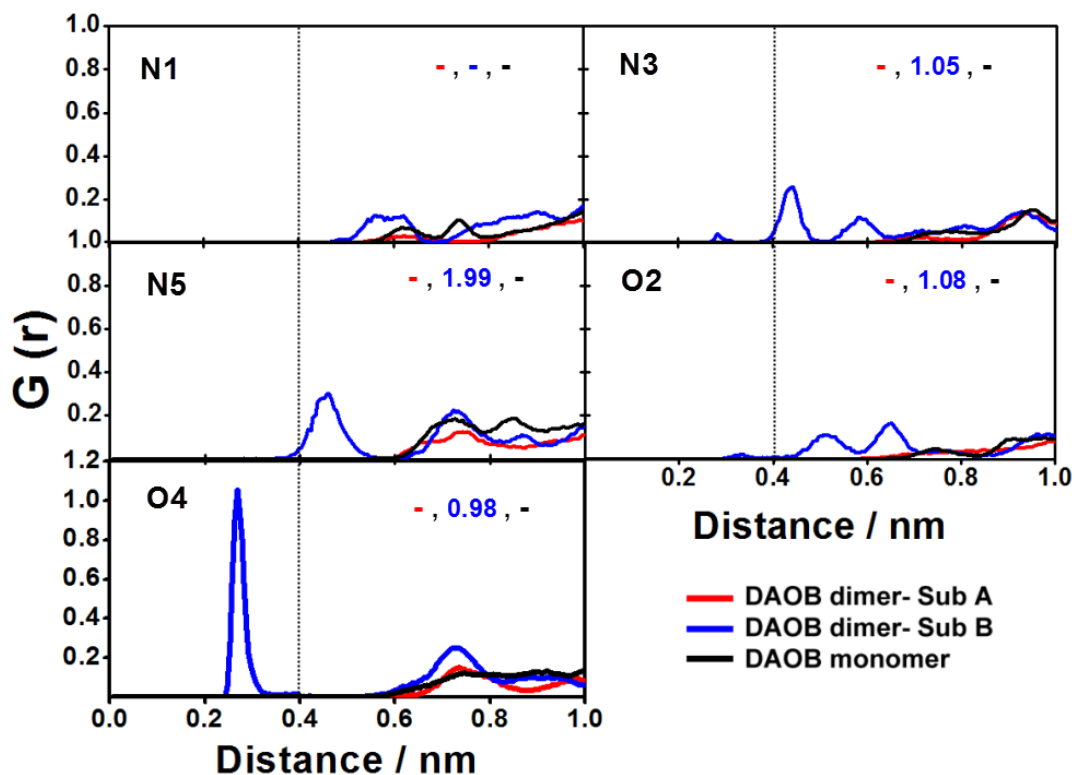 1.0
0.8
0.6
0.4
0.2
1.0
N1
- , - , -
N3
- , 1.05 , -
0.8
0.6
0.4
0.2
1.2
N5
- , 1.99 , -
O2
- , 1.08 , -
0.2 0.4 0.6 0.8 1.0
Distance / nm
G (r)
1.2
1.0
0.8
0.6
0.4
0.2
O4
- , 0.98 , -
0.0 0.2 0.4 0.6 0.8 1.0
Distance / nm
DAOB dimer- Sub A
DAOB dimer- Sub B
DAOB monomer